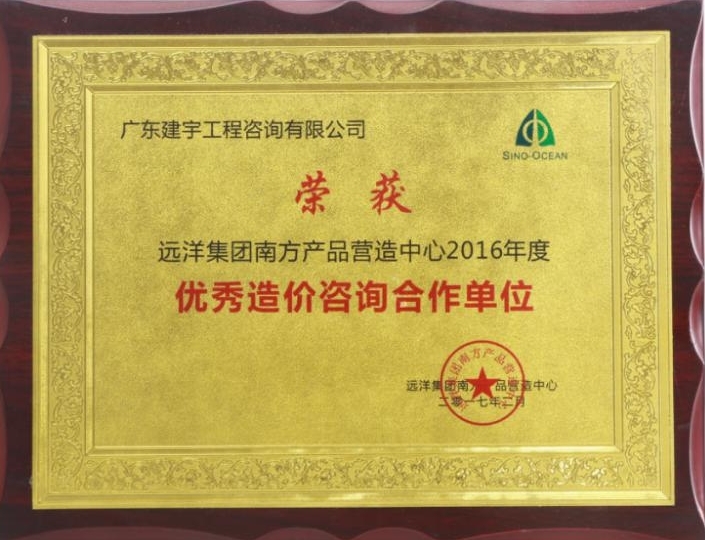 广东建宇工程咨询有限公司
SINO-OCEAN
荣获
远洋集团南方产品营造中心2016年度
优秀造价咨询合作单位
远洋集团南方产品营造中心
二零一七年二月